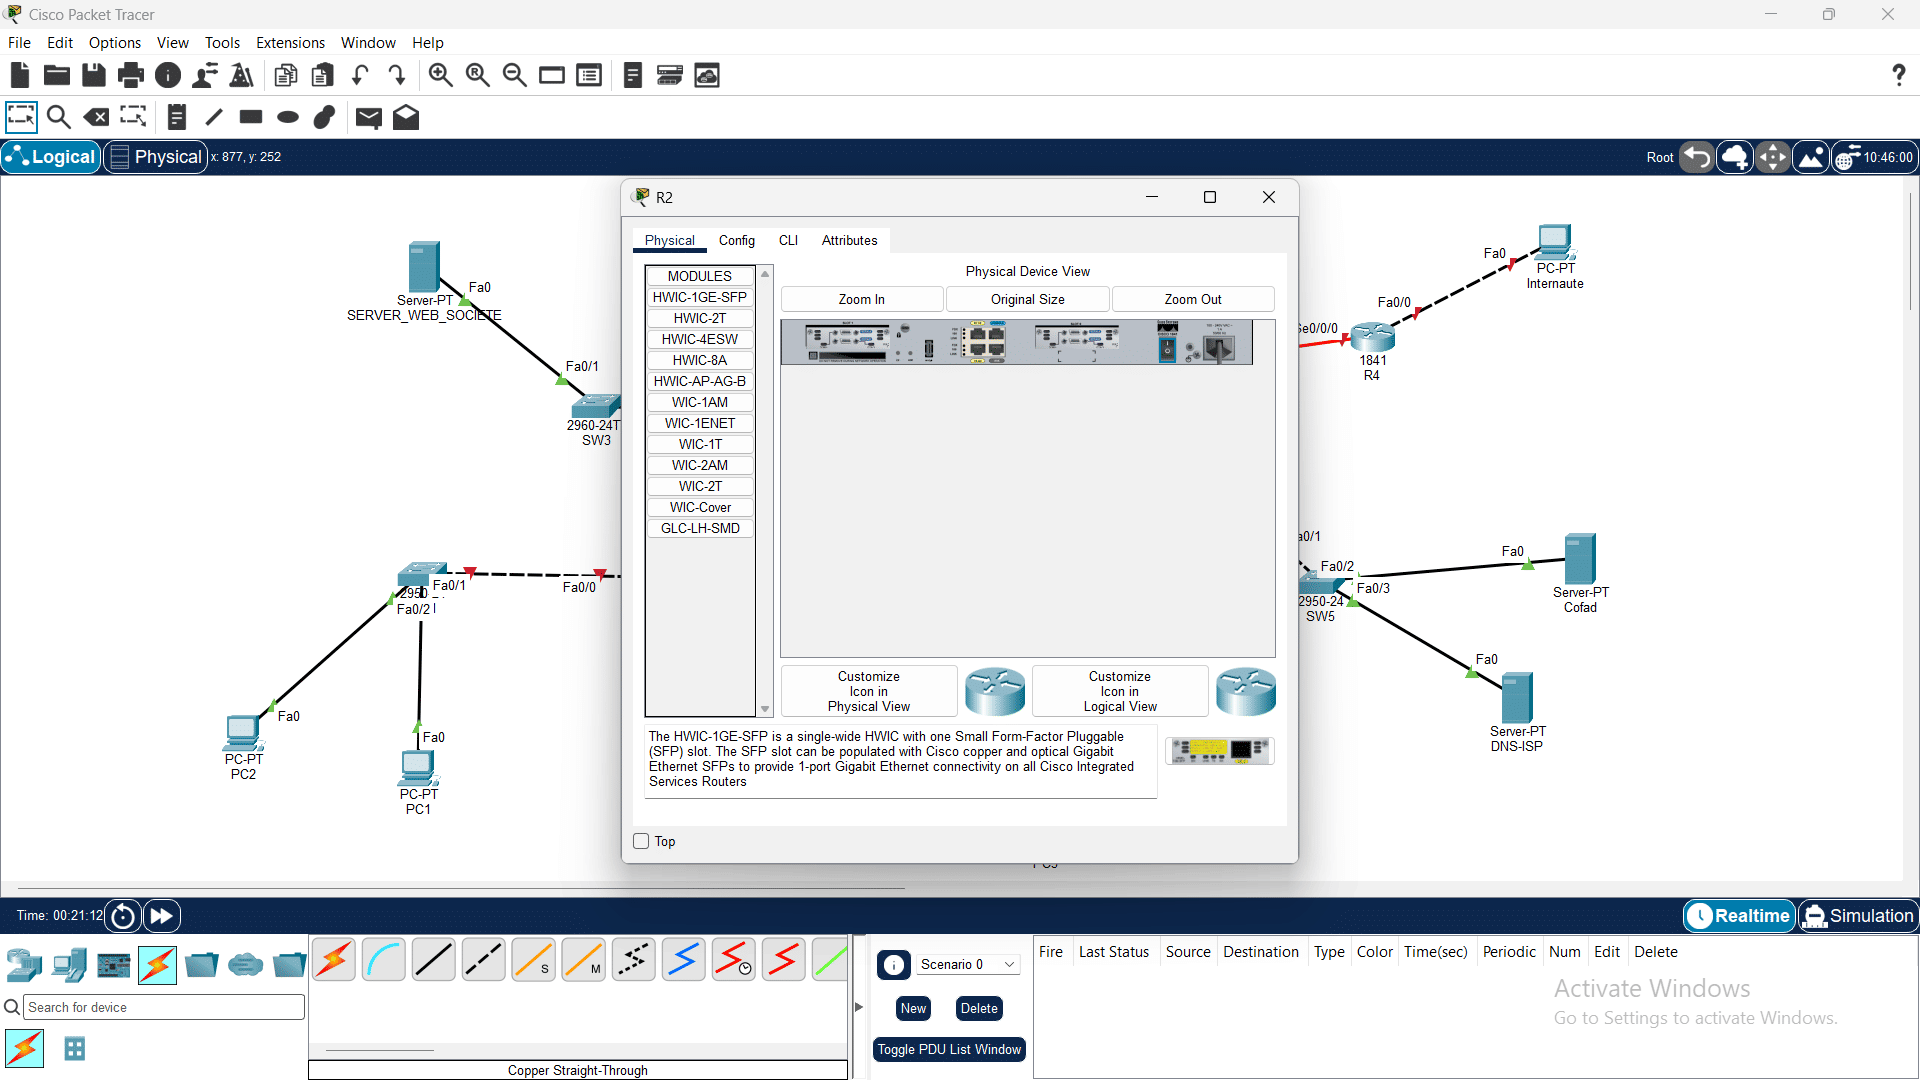 Cisco Packet Tracer
File Edit Options View Tools Extensions Window Help
Logical Physical x: 877, y: 252 Root 10:46:00
R2
Physical Config CLI Attributes
MODULES
HWIC-1GE-SFP
HWIC-2T
HWIC-4ESW
HWIC-8A
HWIC-AP-AG-B
WIC-1AM
WIC-1ENET
WIC-1T
WIC-2AM
WIC-2T
WIC-Cover
GLC-LH-SMD
Physical Device View
Zoom In Original Size Zoom Out
Customize
Icon in
Physical View
Customize
Icon in
Logical View
The HWIC-1GE-SFP is a single-wide HWIC with one Small Form-Factor Pluggable
(SFP) slot. The SFP slot can be populated with Cisco copper and optical Gigabit
Ethernet SFPs to provide 1-port Gigabit Ethernet connectivity on all Cisco Integrated
Services Routers
Top
Fa0
Server-PT
SERVER_WEB_SOCIETE
Fa0/1
2960-24T
SW3
Fa0/1
Fa0/0
2950-2
Fa0/2
Fa0
PC-PT
PC2
Fa0
PC-PT
PC1
Fa0
PC-PT
Internaute
Fa0/0
Se0/0/0
1841
R4
a0/1
Fa0/2
Fa0/3
2950-24
SW5
Fa0
Server-PT
Cofad
Fa0
Server-PT
DNS-ISP
Time: 00:21:12
Realtime Simulation
S
M
Search for device
Copper Straight-Through
Scenario 0
New Delete
Toggle PDU List Window
Fire Last Status Source Destination Type Color Time(sec) Periodic Num Edit Delete
Activate Windows
Go to Settings to activate Windows.